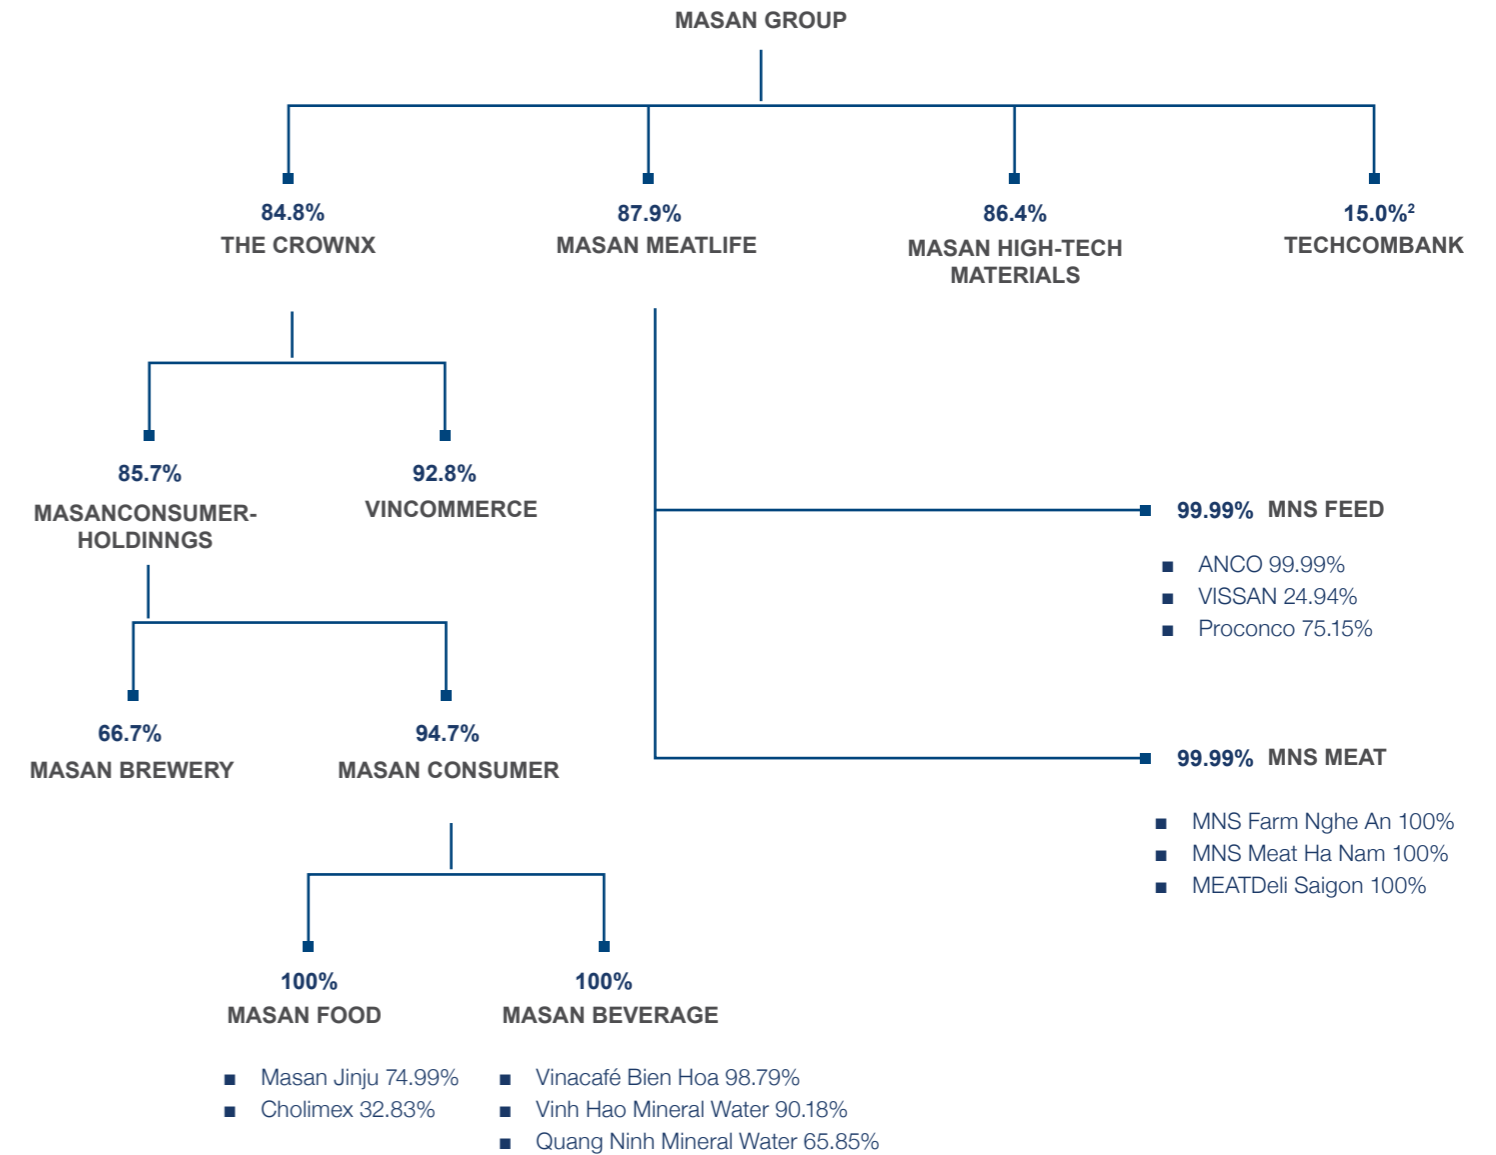 MASAN GROUP
84.8%
THE CROWNX
87.9%
MASAN MEATLIFE
86.4%
MASAN HIGH-TECH
MATERIALS
15.0%²
TECHCOMBANK
85.7%
MASANCONSUMER-
HOLDINNGS
92.8%
VINCOMMERCE
99.99% MNS FEED
■ ANCO 99.99%
■ VISSAN 24.94%
■ Proconco 75.15%
66.7%
MASAN BREWERY
94.7%
MASAN CONSUMER
99.99% MNS MEAT
■ MNS Farm Nghe An 100%
■ MNS Meat Ha Nam 100%
■ MEATDeli Saigon 100%
100%
MASAN FOOD
■ Masan Jinju 74.99%
■ Cholimex 32.83%
100%
MASAN BEVERAGE
■ Vinacafé Bien Hoa 98.79%
■ Vinh Hao Mineral Water 90.18%
■ Quang Ninh Mineral Water 65.85%